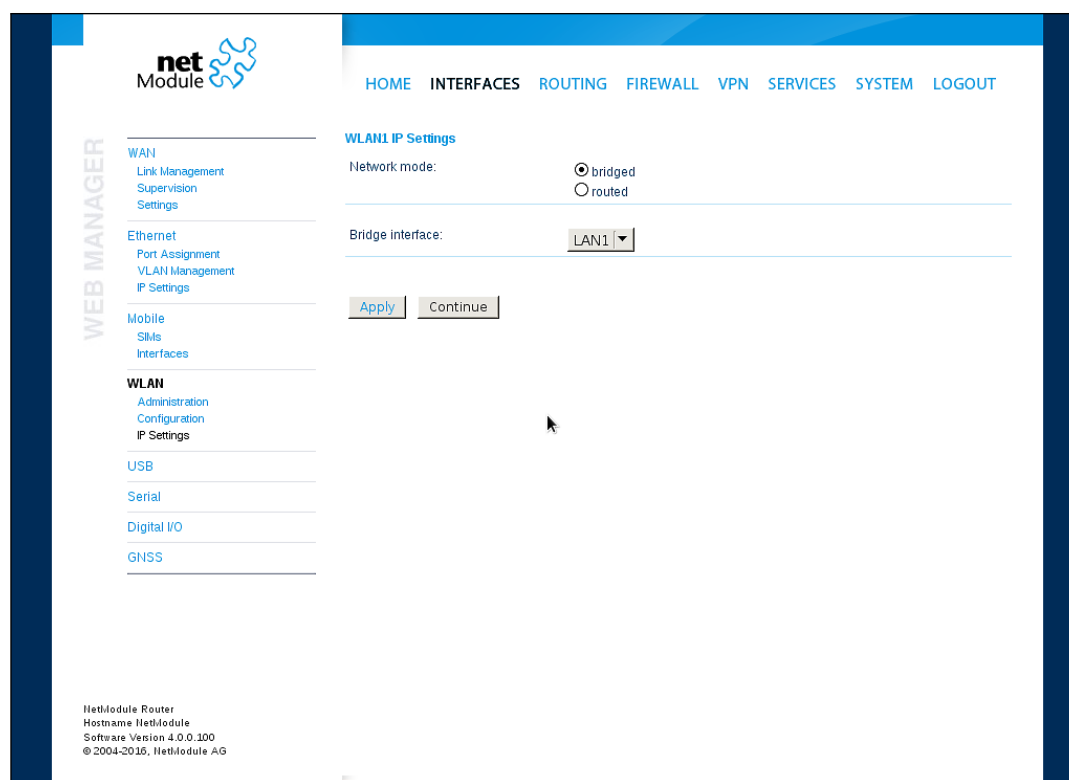 net
Module
HOME INTERFACES ROUTING FIREWALL VPN SERVICES SYSTEM LOGOUT
WEB MANAGER
WAN
Link Management
Supervision
Settings
Ethernet
Port Assignment
VLAN Management
IP Settings
Mobile
SIMs
Interfaces
WLAN
Administration
Configuration
IP Settings
USB
Serial
Digital I/O
GNSS
WLAN1 IP Settings
Network mode:
bridged
routed
Bridge interface:
LAN1
Apply Continue
NetModule Router
Hostname NetModule
Software Version 4.0.0.100
© 2004-2016, NetModule AG